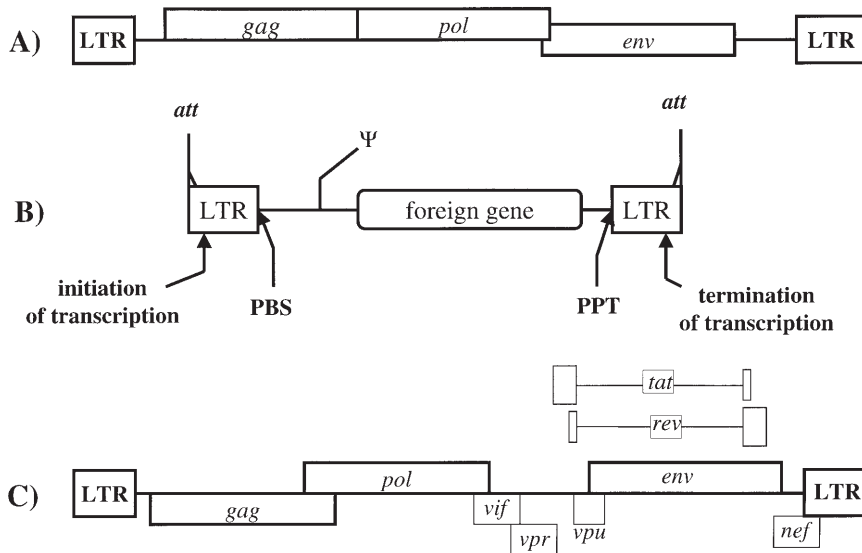 A)
LTR
gag
pol
env
LTR
att
att
Ψ
B)
LTR
foreign gene
LTR
initiation
of transcription
PBS
PPT
termination
of transcription
tat
rev
C)
LTR
pol
env
LTR
gag
vif
vpr
vpu
nef